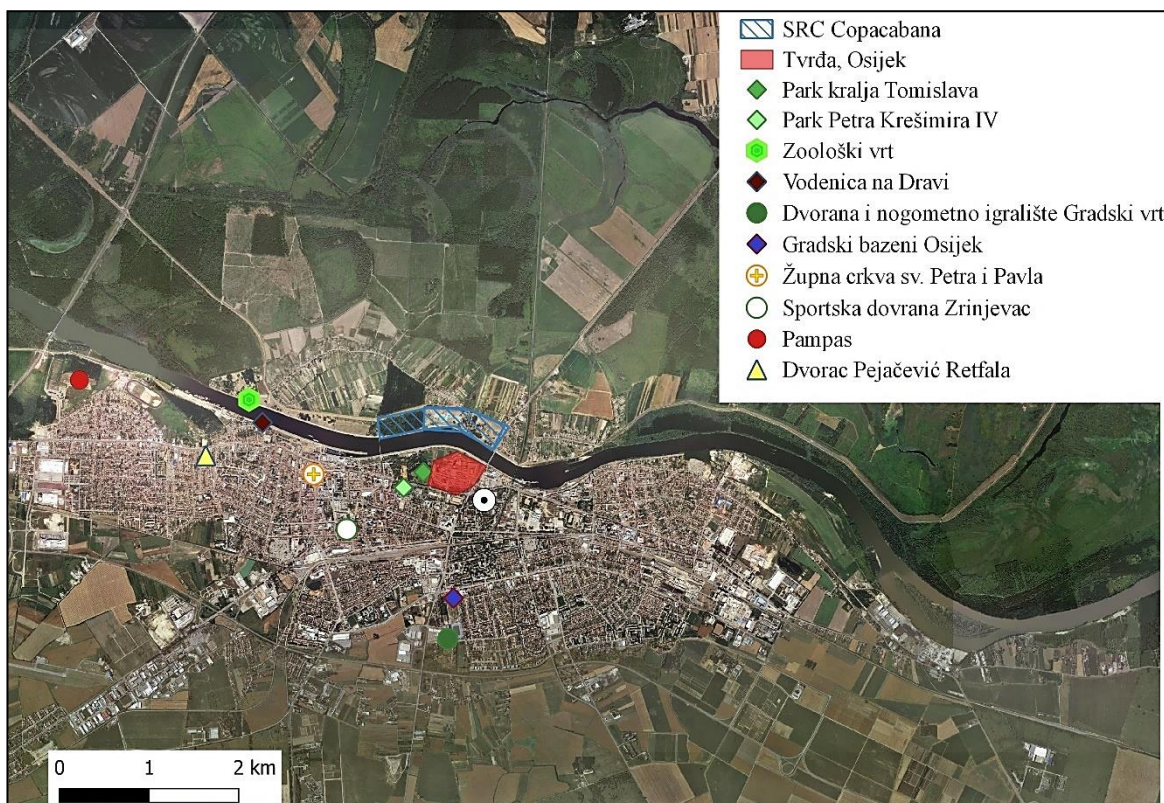 SRC Copacabana
Tvrđa, Osijek
Park kralja Tomislava
Park Petra Krešimira IV
Zoološki vrt
Vodenica na Dravi
Dvorana i nogometno igralište Gradski vrt
Gradski bazeni Osijek
Župna crkva sv. Petra i Pavla
Sportska dovrana Zrinjevac
Pampas
Dvorac Pejačević Retfala
0 1 2 km